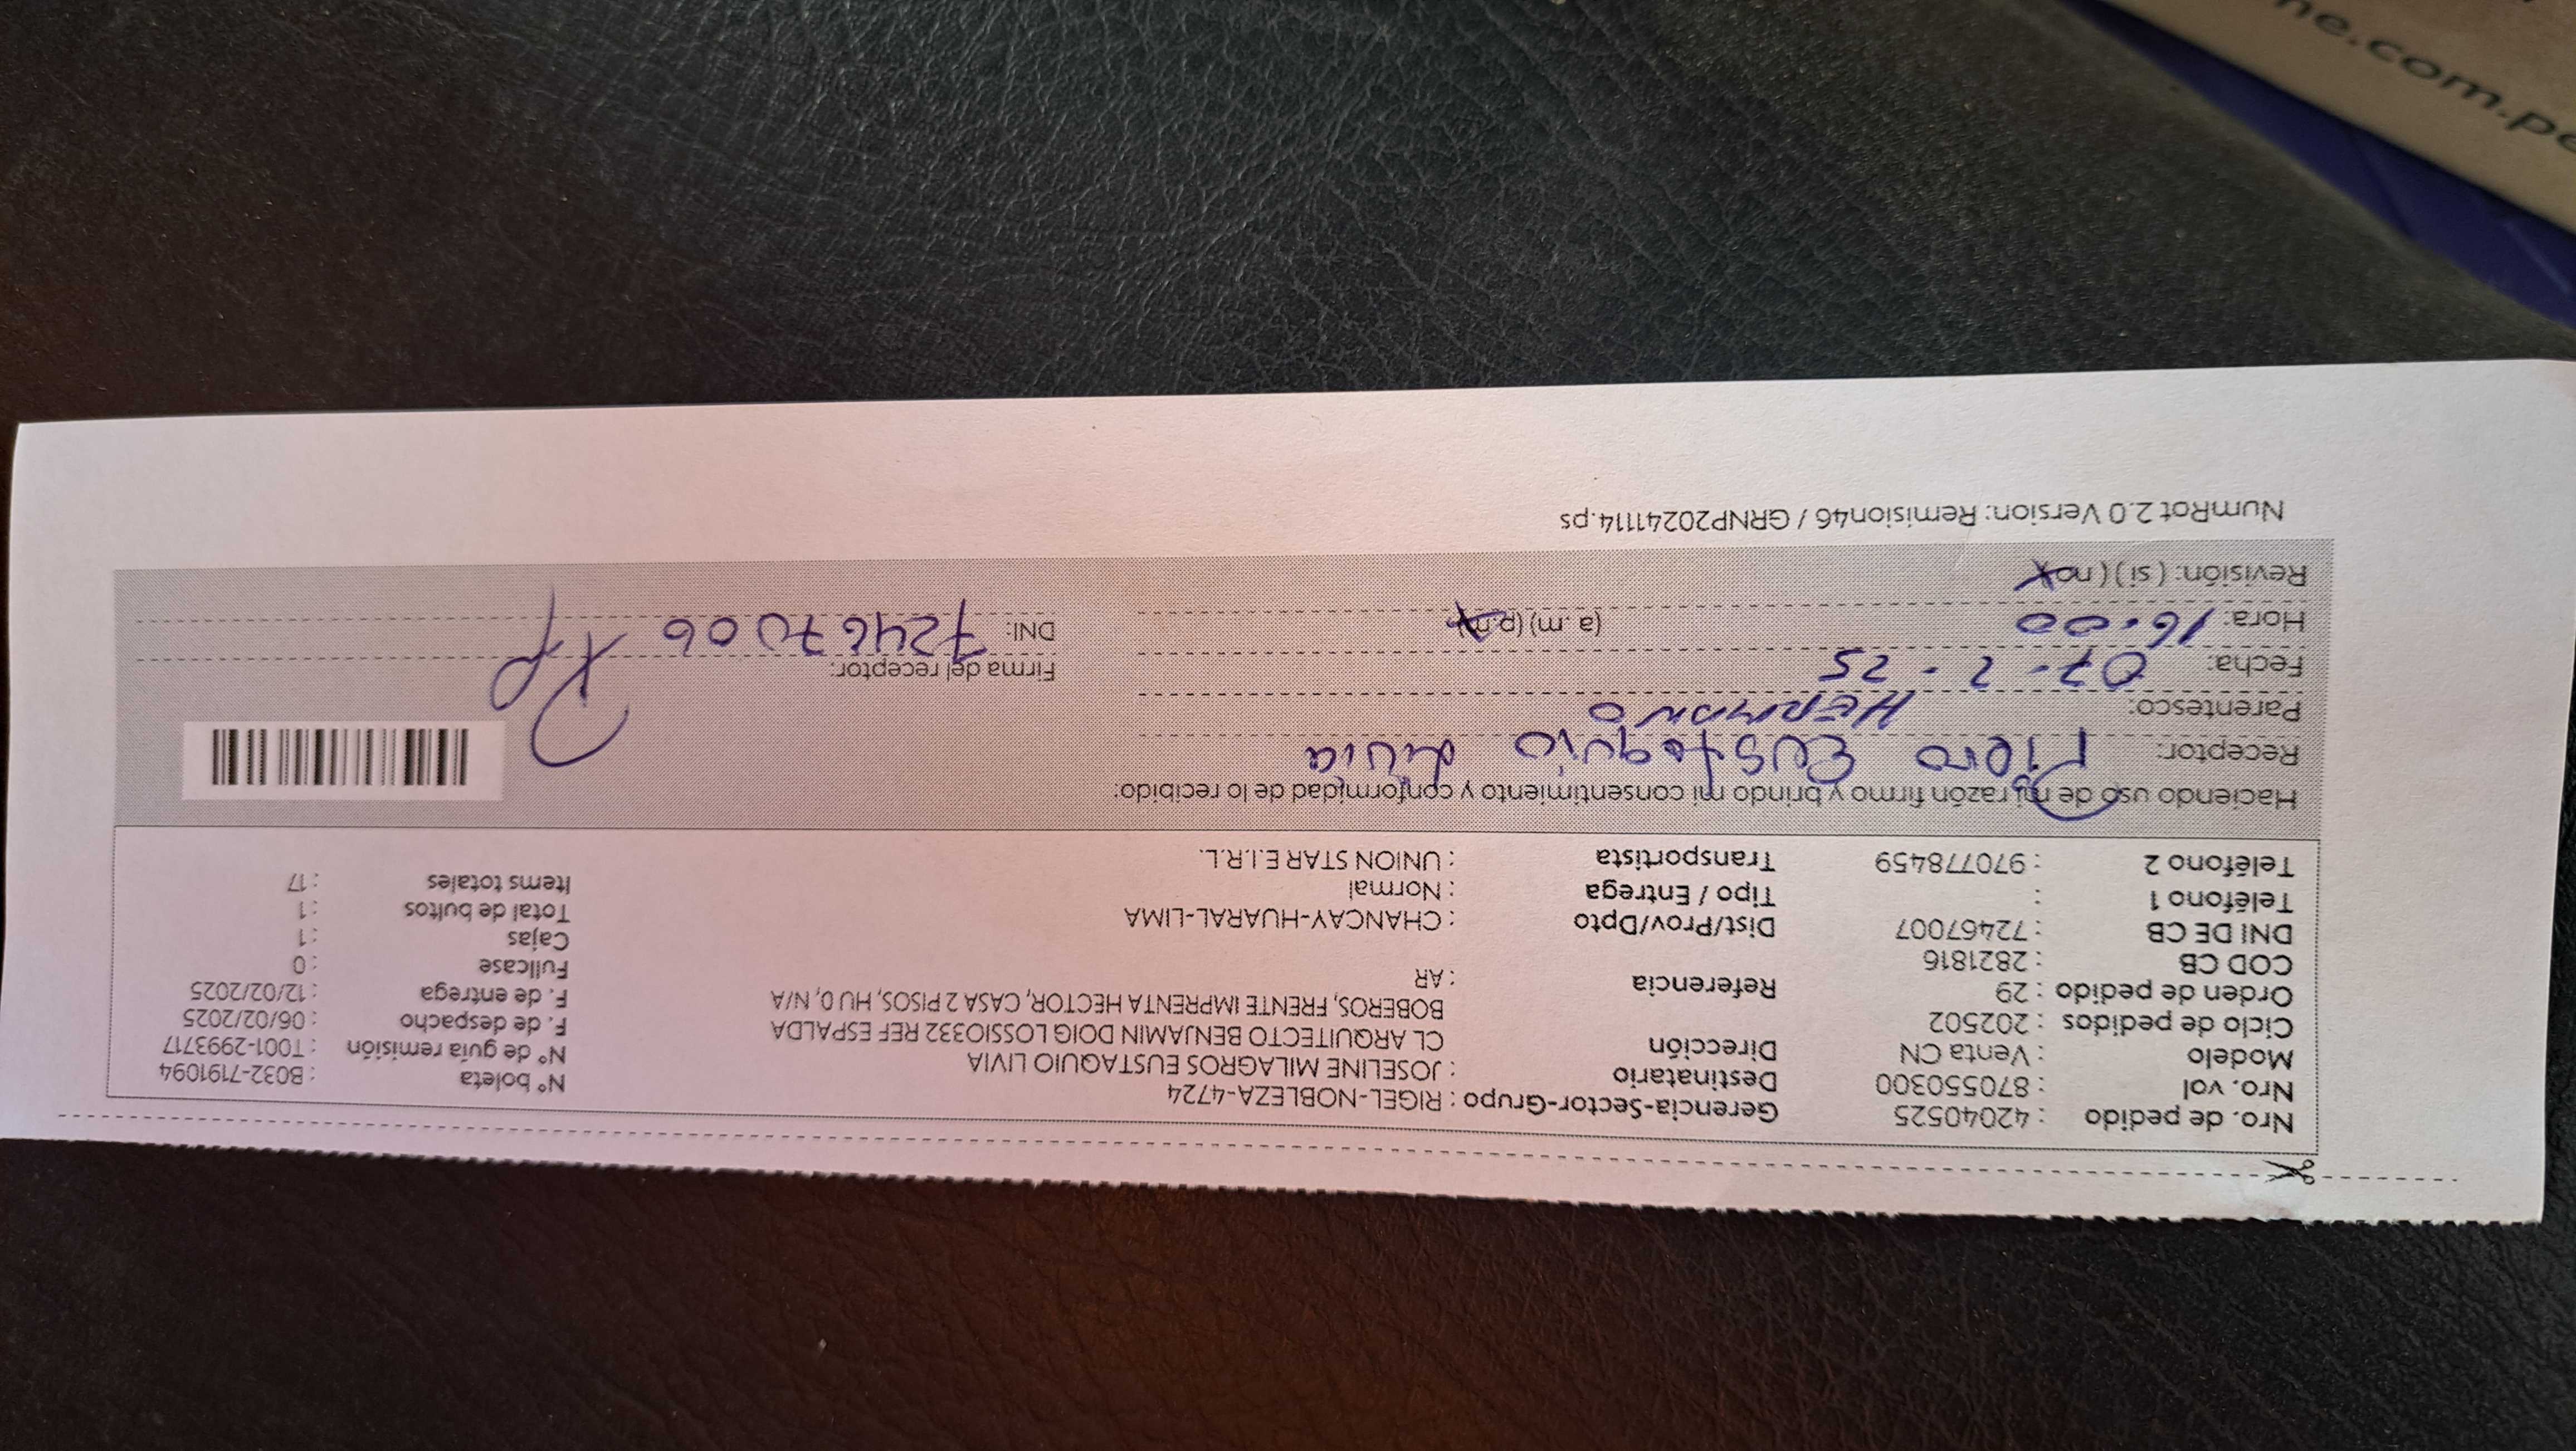 Nro. de pedido : 42040525 Gerencia-Sector-Grupo : RIGEL-NOBLEZA-4724 N° boleta : B032-7191094
Nro. vol : 870550300 Destinatario : JOSELINE MILAGROS EUSTAQUIO LIVIA N° de guía remisión : T001-2993717
Modelo : Venta CN Dirección CL ARQUITECTO BENJAMIN DOIG LOSSIO332 REF ESPALDA F. de despacho : 06/02/2025
Ciclo de pedidos : 202502 BOBEROS, FRENTE IMPRENTA HECTOR, CASA 2 PISOS, HU 0, N/A F. de entrega : 12/02/2025
Orden de pedido : 29 Referencia : AR Fullcase : 0
COD CB : 2821816 Cajas : 1
DNI DE CB : 72467007 Dist/Prov/Dpto : CHANCAY-HUARAL-LIMA Total de bultos : 1
Teléfono 1 : Tipo / Entrega : Normal Items totales : 17
Teléfono 2 : 970778459 Transportista : UNION STAR E.I.R.L.
Haciendo uso de mi razón firmo y brindo mi consentimiento y conformidad de lo recibido:
Receptor: Piero Eustaquio Livia
Parentesco: HERMANO
Fecha: 07-2-25 Firma del receptor:
Hora: 16:00 (a.m) (p.m) DNI: 72467006
Revisión: (si) (no)
NumRot 2.0 Version: Remision46 / GRNP20241114.ps
ne.com.pe